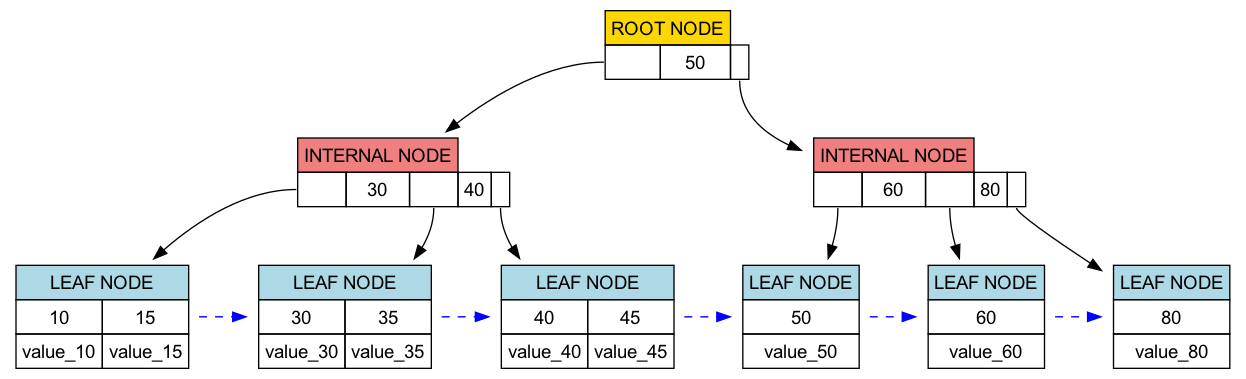 ROOT NODE
50
INTERNAL NODE
30 40
INTERNAL NODE
60 80
LEAF NODE
10 15
value_10 value_15
LEAF NODE
30 35
value_30 value_35
LEAF NODE
40 45
value_40 value_45
LEAF NODE
50
value_50
LEAF NODE
60
value_60
LEAF NODE
80
value_80